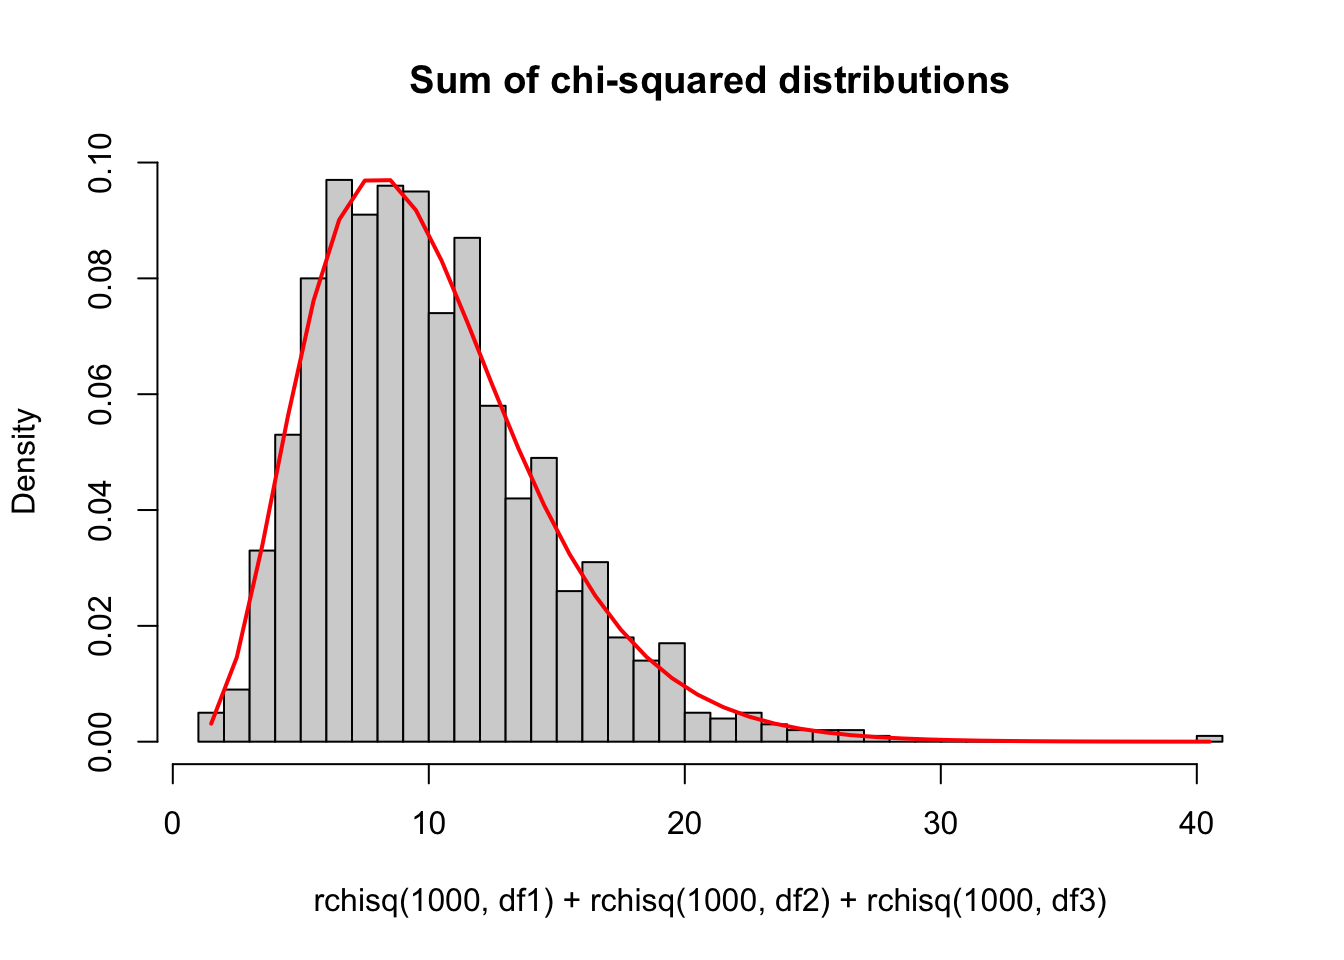 Sum of chi-squared distributions
Density
0.10
0.08
0.06
0.04
0.02
0.00
0 10 20 30 40
rchisq(1000, df1) + rchisq(1000, df2) + rchisq(1000, df3)